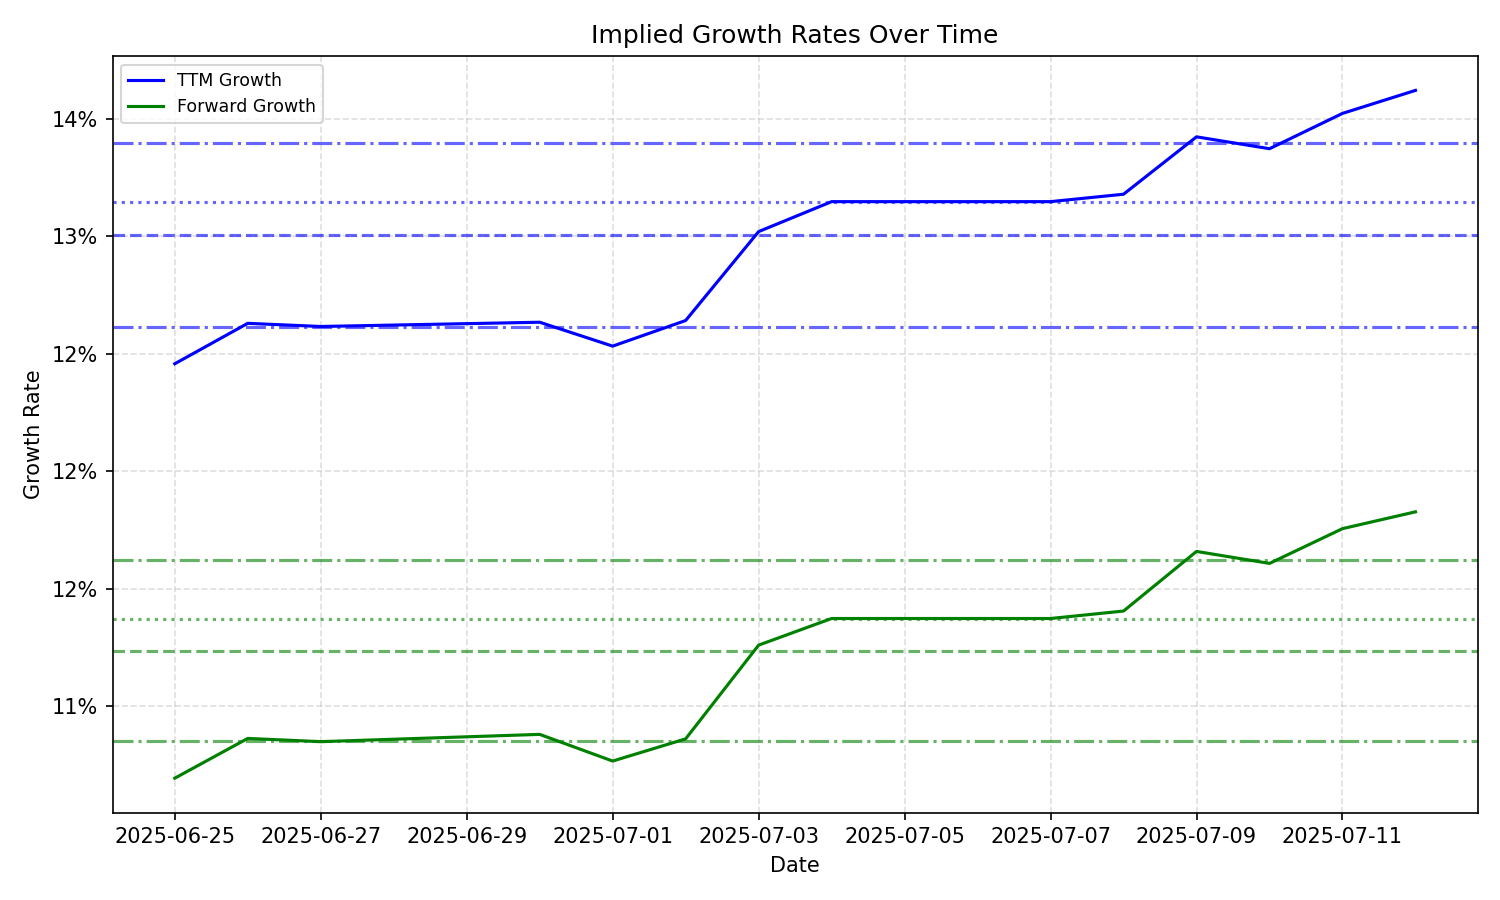 Implied Growth Rates Over Time
TTM Growth
Forward Growth
14%
13%
12%
12%
12%
11%
Growth Rate
2025-06-25 2025-06-27 2025-06-29 2025-07-01 2025-07-03 2025-07-05 2025-07-07 2025-07-09 2025-07-11
Date